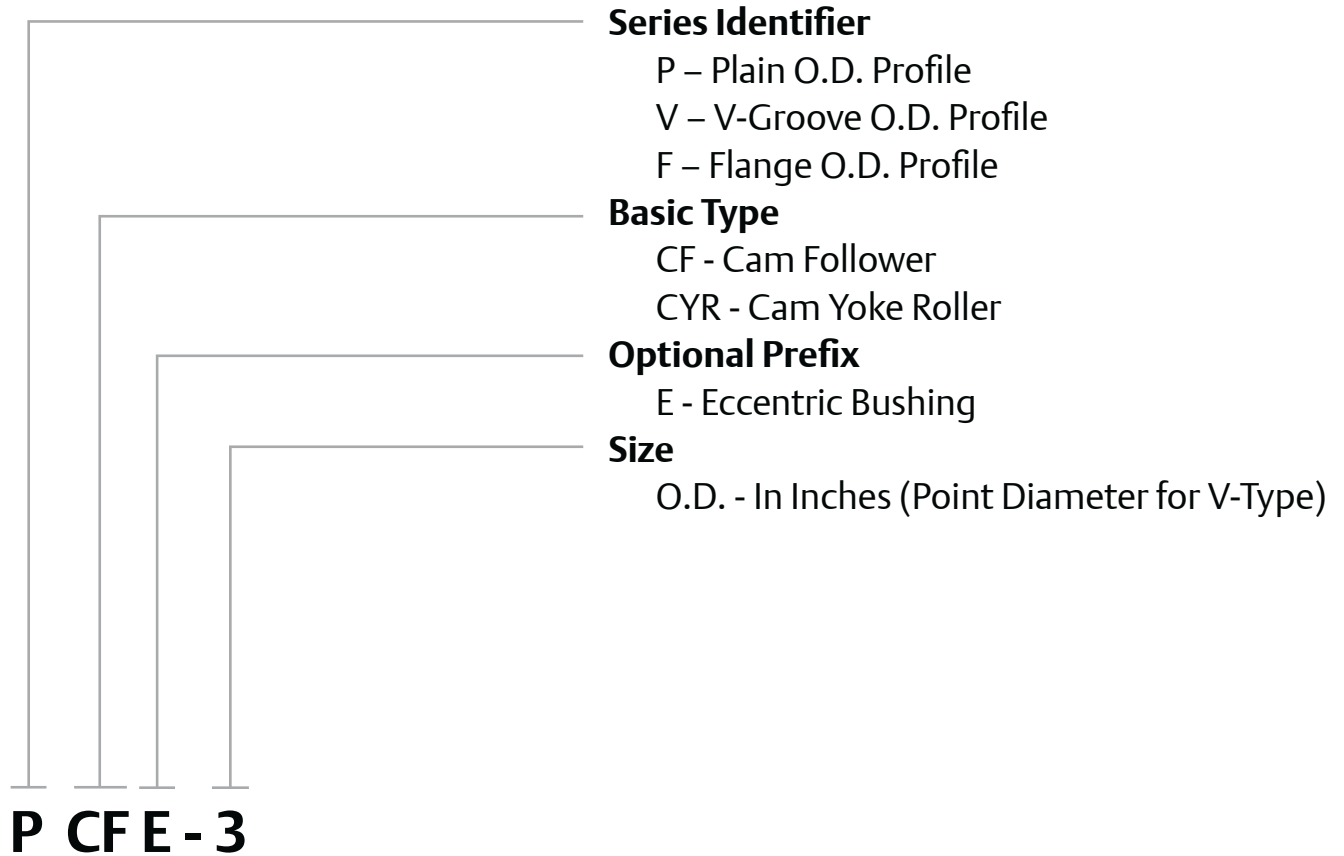 Series Identifier
P – Plain O.D. Profile
V – V-Groove O.D. Profile
F – Flange O.D. Profile
Basic Type
CF - Cam Follower
CYR - Cam Yoke Roller
Optional Prefix
E - Eccentric Bushing
Size
O.D. - In Inches (Point Diameter for V-Type)
P CF E - 3